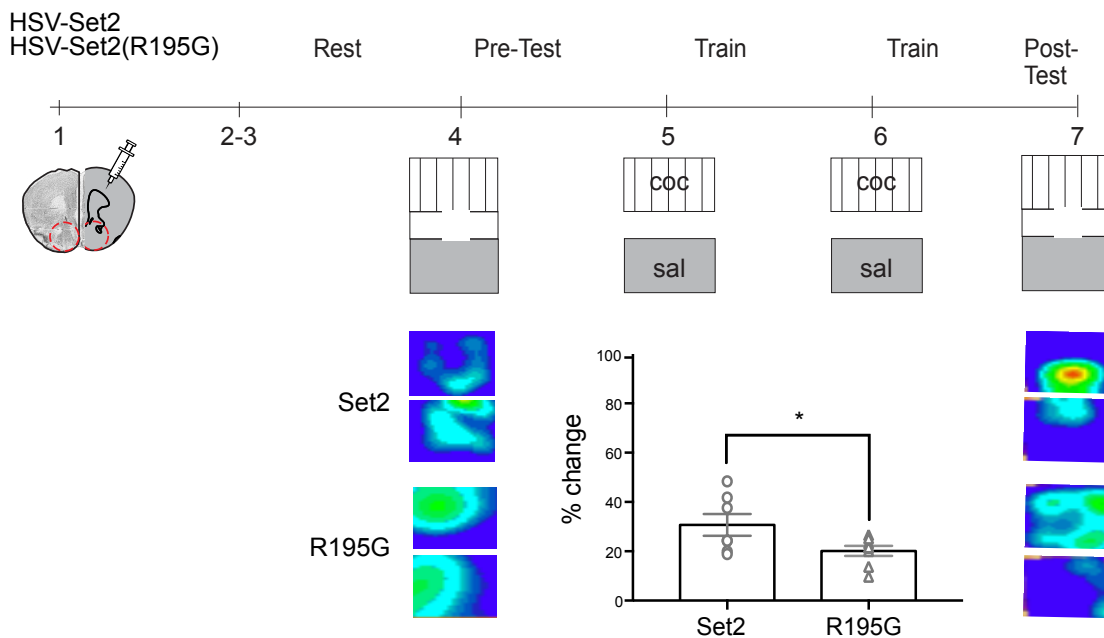 HSV-Set2
HSV-Set2(R195G)
Rest
Pre-Test
Train
Train
Post-
Test
1
2-3
4
5
6
7
coc
coc
sal
sal
Set2
R195G
% change
100
80
60
40
20
0
*
Set2
R195G